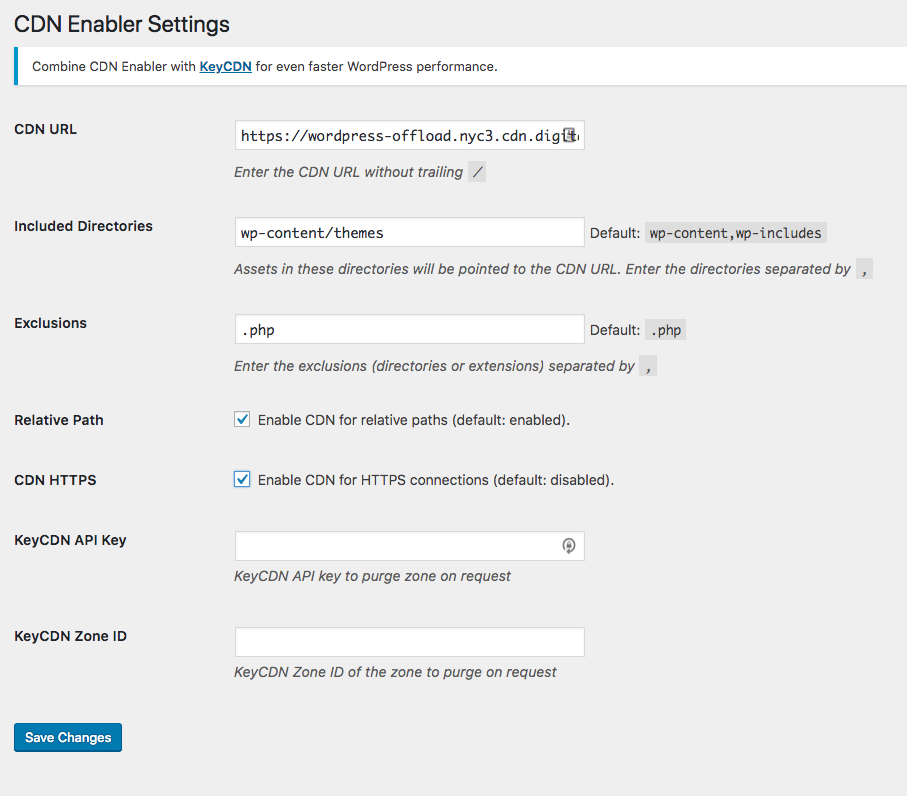 CDN Enabler Settings
Combine CDN Enabler with KeyCDN for even faster WordPress performance.
CDN URL
https://wordpress-offload.nyc3.cdn.digit
Enter the CDN URL without trailing /
Included Directories
wp-content/themes Default: wp-content,wp-includes
Assets in these directories will be pointed to the CDN URL. Enter the directories separated by ,
Exclusions
.php Default: .php
Enter the exclusions (directories or extensions) separated by ,
Relative Path
Enable CDN for relative paths (default: enabled).
CDN HTTPS
Enable CDN for HTTPS connections (default: disabled).
KeyCDN API Key
KeyCDN API key to purge zone on request
KeyCDN Zone ID
KeyCDN Zone ID of the zone to purge on request
Save Changes